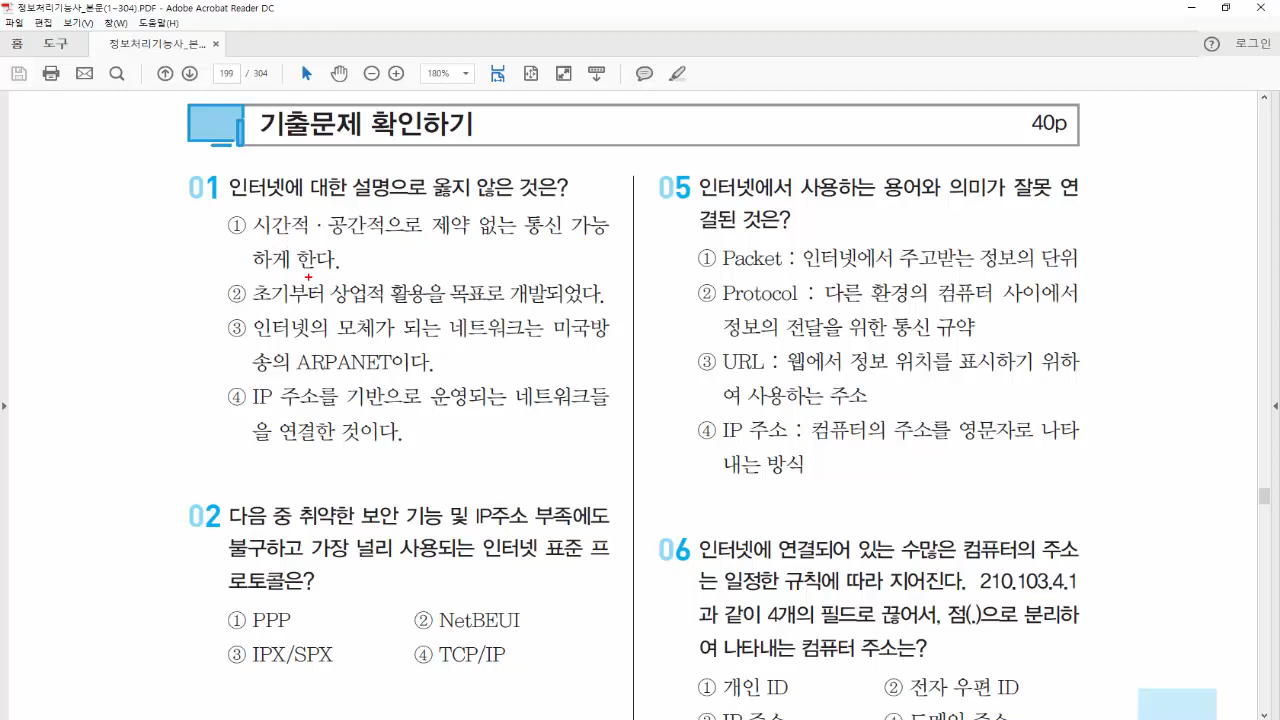 정보처리기능사_본문(1~304).PDF - Adobe Acrobat Reader DC
파일 편집 보기(V) 창(W) 도움말(H)
홈 도구 정보처리기능사_본... × 로그인
199 / 304 180%
기출문제 확인하기 40p
01 인터넷에 대한 설명으로 옳지 않은 것은?
① 시간적 · 공간적으로 제약 없는 통신 가능
하게 한다.
② 초기부터 상업적 활용을 목표로 개발되었다.
③ 인터넷의 모체가 되는 네트워크는 미국방
송의 ARPANET이다.
④ IP 주소를 기반으로 운영되는 네트워크들
을 연결한 것이다.
02 다음 중 취약한 보안 기능 및 IP주소 부족에도
불구하고 가장 널리 사용되는 인터넷 표준 프
로토콜은?
① PPP ② NetBEUI
③ IPX/SPX ④ TCP/IP
05 인터넷에서 사용하는 용어와 의미가 잘못 연
결된 것은?
① Packet : 인터넷에서 주고받는 정보의 단위
② Protocol : 다른 환경의 컴퓨터 사이에서
정보의 전달을 위한 통신 규약
③ URL : 웹에서 정보 위치를 표시하기 위하
여 사용하는 주소
④ IP 주소 : 컴퓨터의 주소를 영문자로 나타
내는 방식
06 인터넷에 연결되어 있는 수많은 컴퓨터의 주소
는 일정한 규칙에 따라 지어진다. 210.103.4.1
과 같이 4개의 필드로 끊어서, 점(.)으로 분리하
여 나타내는 컴퓨터 주소는?
① 개인 ID ② 전자 우편 ID